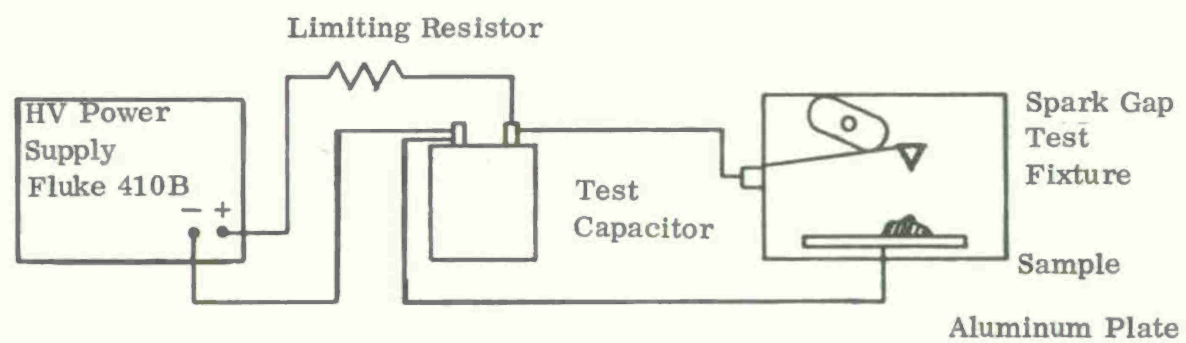 Limiting Resistor
HV Power
Supply
Fluke 410B
− +
Test
Capacitor
Spark Gap
Test
Fixture
Sample
Aluminum Plate